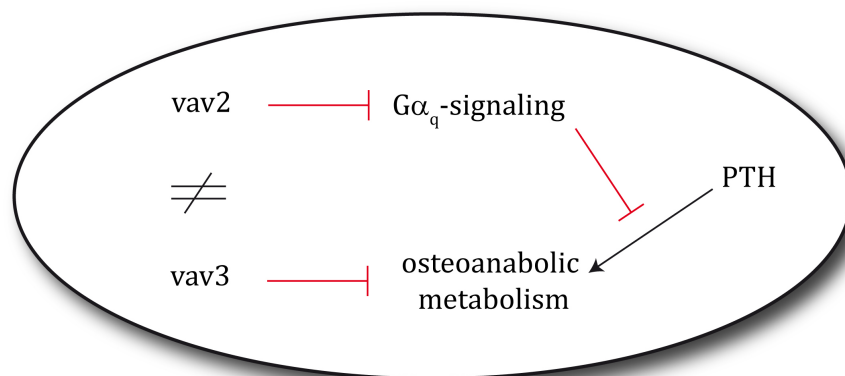 vav2
Gαq-signaling
PTH
vav3
osteoanabolic
metabolism